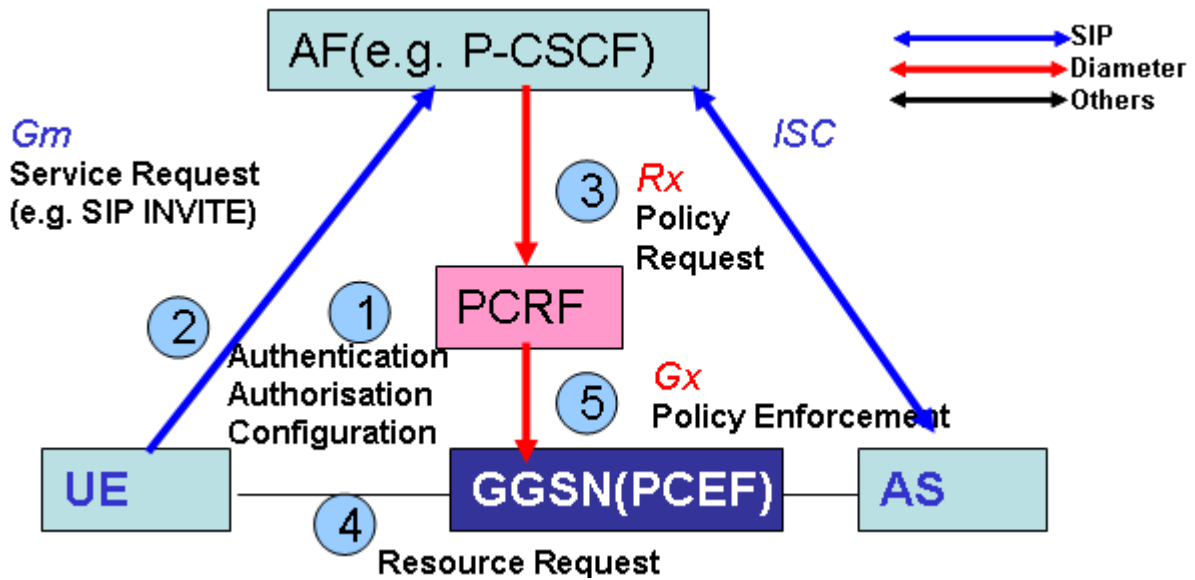 AF(e.g. P-CSCF)
SIP
Diameter
Others
Gm
Service Request
(e.g. SIP INVITE)
ISC
3
Rx
Policy
Request
2
1
PCRF
Authentication
Authorisation
Configuration
5
Gx
Policy Enforcement
UE
GGSN(PCEF)
AS
4
Resource Request